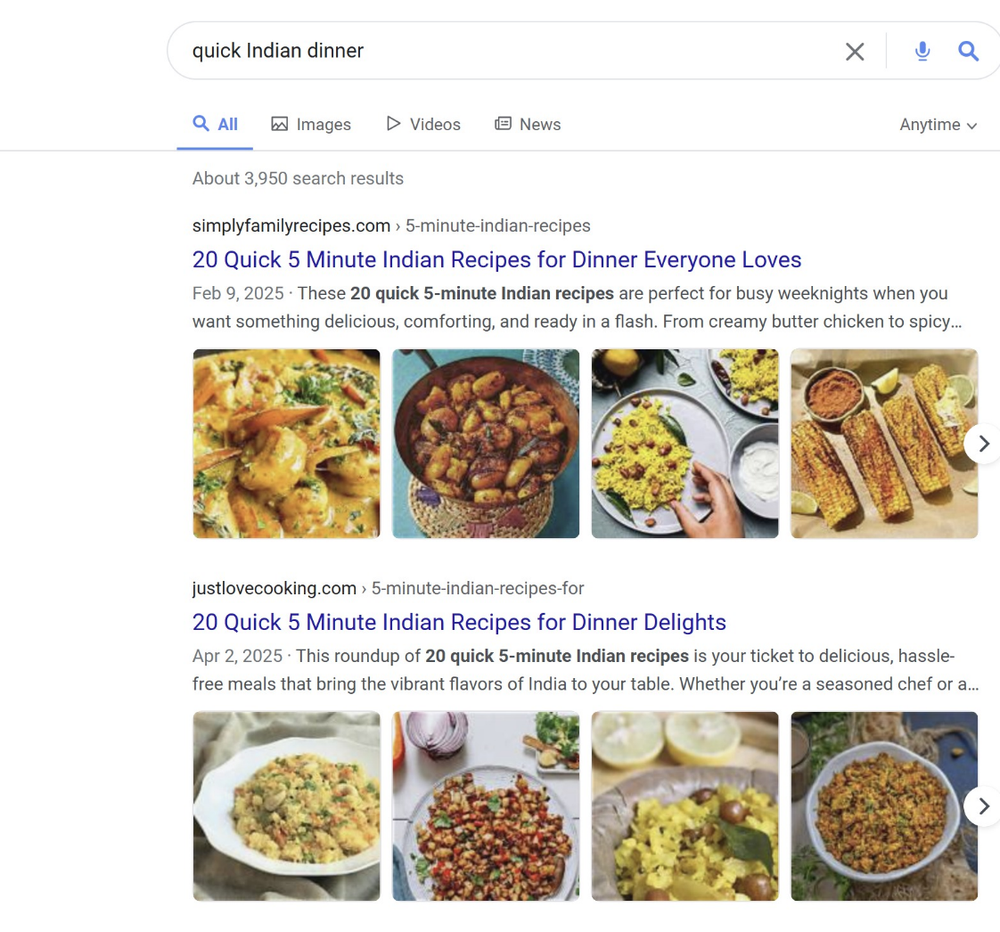 quick Indian dinner
All Images Videos News Anytime
About 3,950 search results
simplyfamilyrecipes.com › 5-minute-indian-recipes
20 Quick 5 Minute Indian Recipes for Dinner Everyone Loves
Feb 9, 2025 · These 20 quick 5-minute Indian recipes are perfect for busy weeknights when you
want something delicious, comforting, and ready in a flash. From creamy butter chicken to spicy...
justlovecooking.com › 5-minute-indian-recipes-for
20 Quick 5 Minute Indian Recipes for Dinner Delights
Apr 2, 2025 · This roundup of 20 quick 5-minute Indian recipes is your ticket to delicious, hassle-
free meals that bring the vibrant flavors of India to your table. Whether you’re a seasoned chef or a...